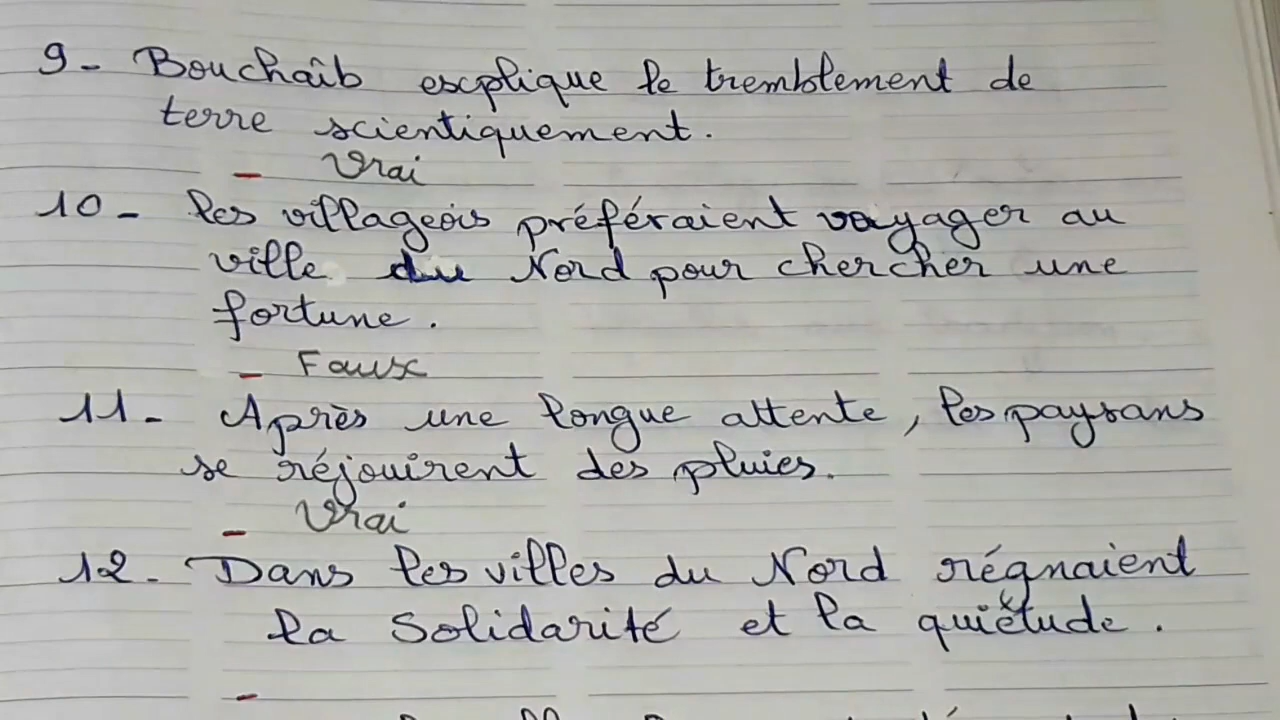 9- Bouchaîb escplique le tremblement de
terre scientiquement.
- Vrai
10- les villageois préféraient voyager au
ville du Nord pour chercher une
fortune.
- Faux
11- Après une longue attente, les paysans
se réjouirent des pluies.
- Vrai
12- Dans les villes du Nord régnaient
la solidarité et la quiétude.
-